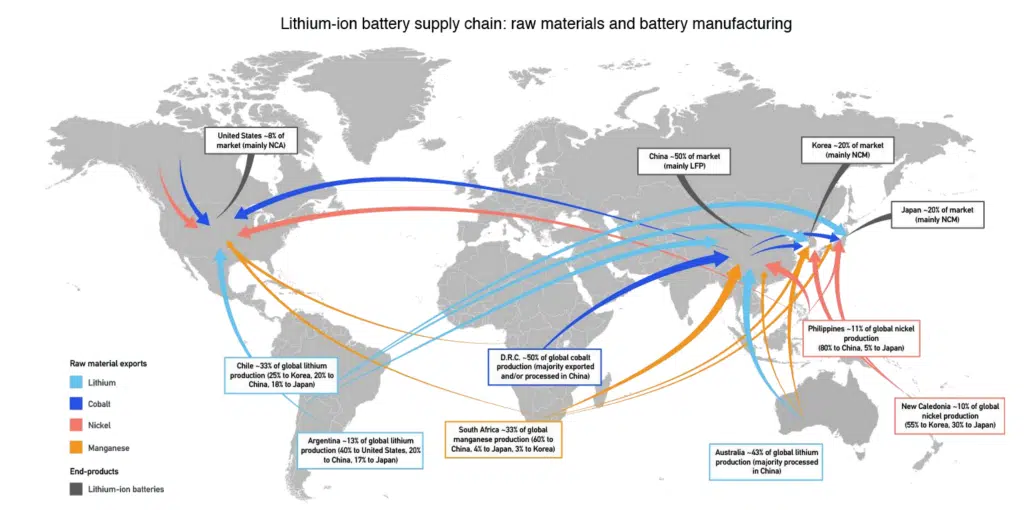 Lithium-ion battery supply chain: raw materials and battery manufacturing
United States ~8% of
market (mainly NCA)
China ~50% of market
(mainly LFP)
Korea ~20% of market
(mainly NCM)
Japan ~20% of market
(mainly NCM)
Philippines ~11% of global nickel
production
(80% to China, 5% to Japan)
Chile ~33% of global lithium
production (25% to Korea, 20% to
China, 18% to Japan)
D.R.C. ~50% of global cobalt
production (majority exported
and/or processed in China)
New Caledonia ~10% of global
nickel production
(55% to Korea, 30% to Japan)
South Africa ~33% of global
manganese production (60% to
China, 4% to Japan, 3% to Korea)
Argentina ~13% of global lithium
production (40% to United States, 20%
to China, 17% to Japan)
Australia ~43% of global lithium
production (majority processed
in China)
Raw material exports
Lithium
Cobalt
Nickel
Manganese
End-products
Lithium-ion batteries